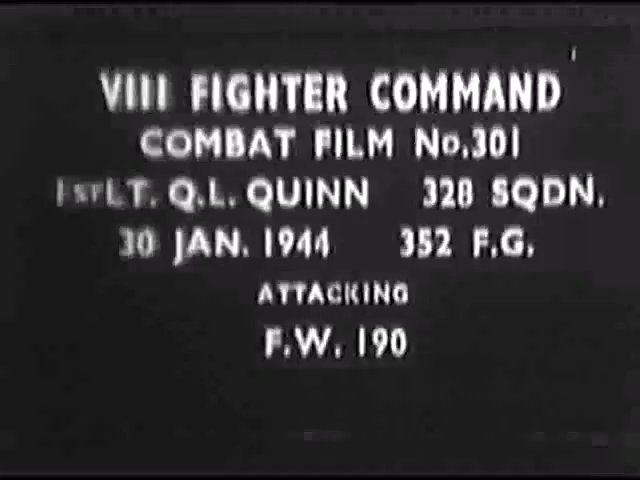 VIII FIGHTER COMMAND
COMBAT FILM No.301
1ST LT. Q.L. QUINN 328 SQDN.
30 JAN. 1944 352 F.G.
ATTACKING
F.W. 190